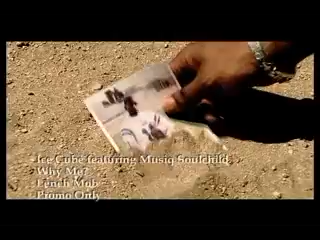 Ice Cube featuring Musiq Soulchild
Why Me?
Lench Mob
Promo Only